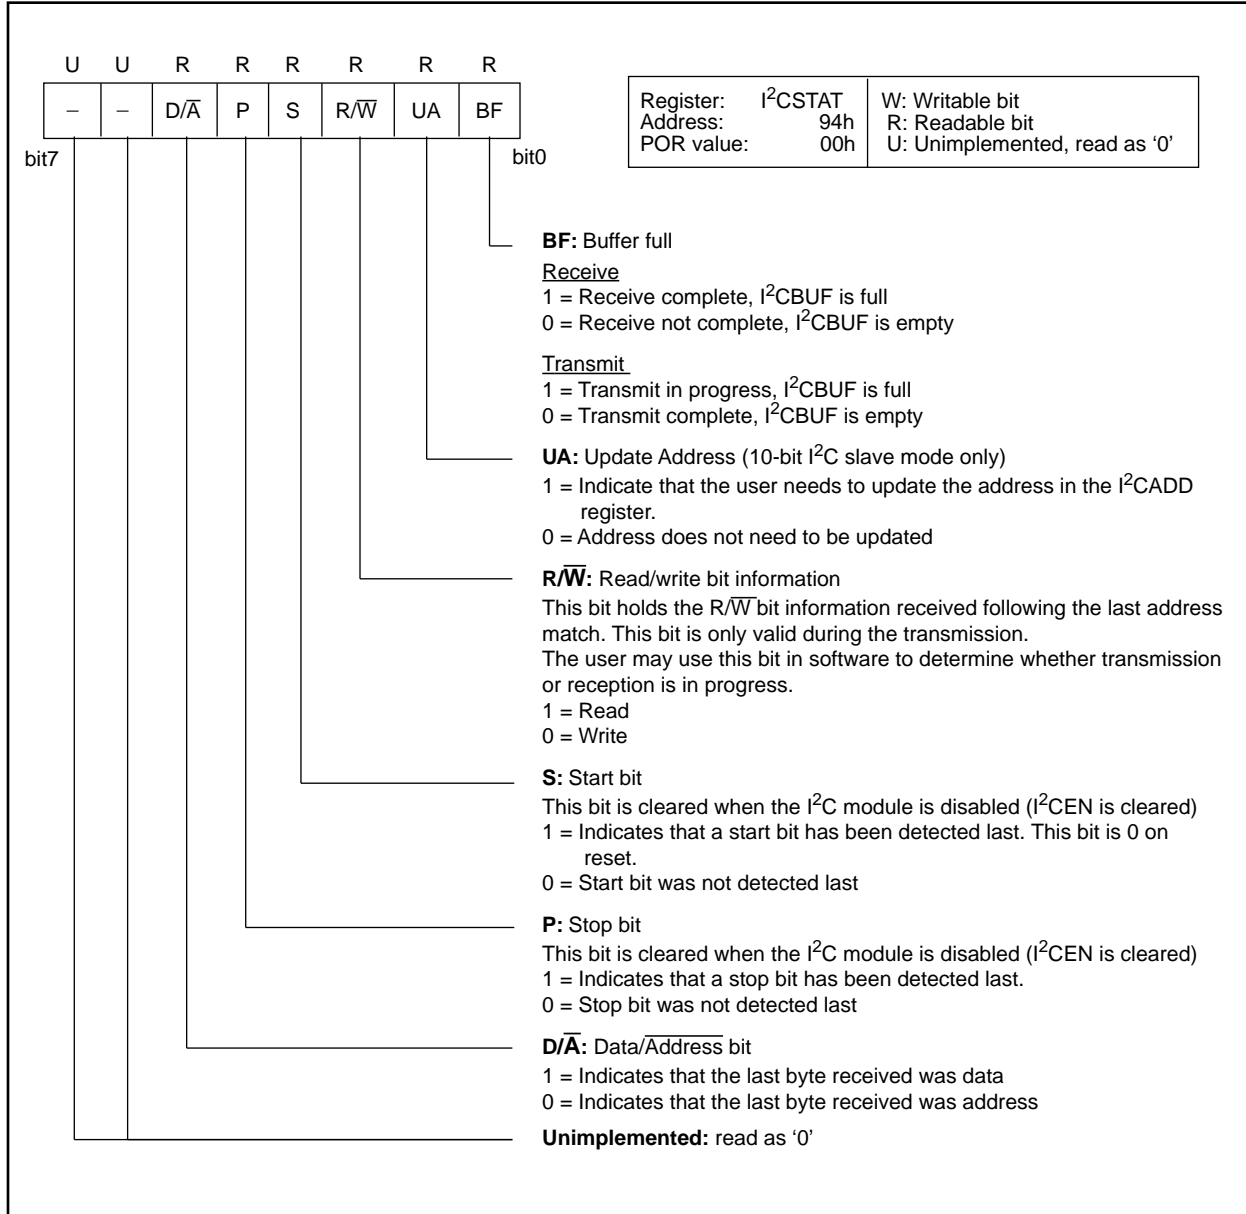 U U R R R R R R
– – D/A̅ P S R/W̅ UA BF
bit7 bit0
Register: I²CSTAT W: Writable bit
Address: 94h R: Readable bit
POR value: 00h U: Unimplemented, read as ‘0’
BF: Buffer full
Receive
1 = Receive complete, I²CBUF is full
0 = Receive not complete, I²CBUF is empty
Transmit
1 = Transmit in progress, I²CBUF is full
0 = Transmit complete, I²CBUF is empty
UA: Update Address (10-bit I²C slave mode only)
1 = Indicate that the user needs to update the address in the I²CADD
register.
0 = Address does not need to be updated
R/W̅: Read/write bit information
This bit holds the R/W̅ bit information received following the last address
match. This bit is only valid during the transmission.
The user may use this bit in software to determine whether transmission
or reception is in progress.
1 = Read
0 = Write
S: Start bit
This bit is cleared when the I²C module is disabled (I²CEN is cleared)
1 = Indicates that a start bit has been detected last. This bit is 0 on
reset.
0 = Start bit was not detected last
P: Stop bit
This bit is cleared when the I²C module is disabled (I²CEN is cleared)
1 = Indicates that a stop bit has been detected last.
0 = Stop bit was not detected last
D/A̅: Data/A̅d̅d̅r̅e̅s̅s̅ bit
1 = Indicates that the last byte received was data
0 = Indicates that the last byte received was address
Unimplemented: read as ‘0’